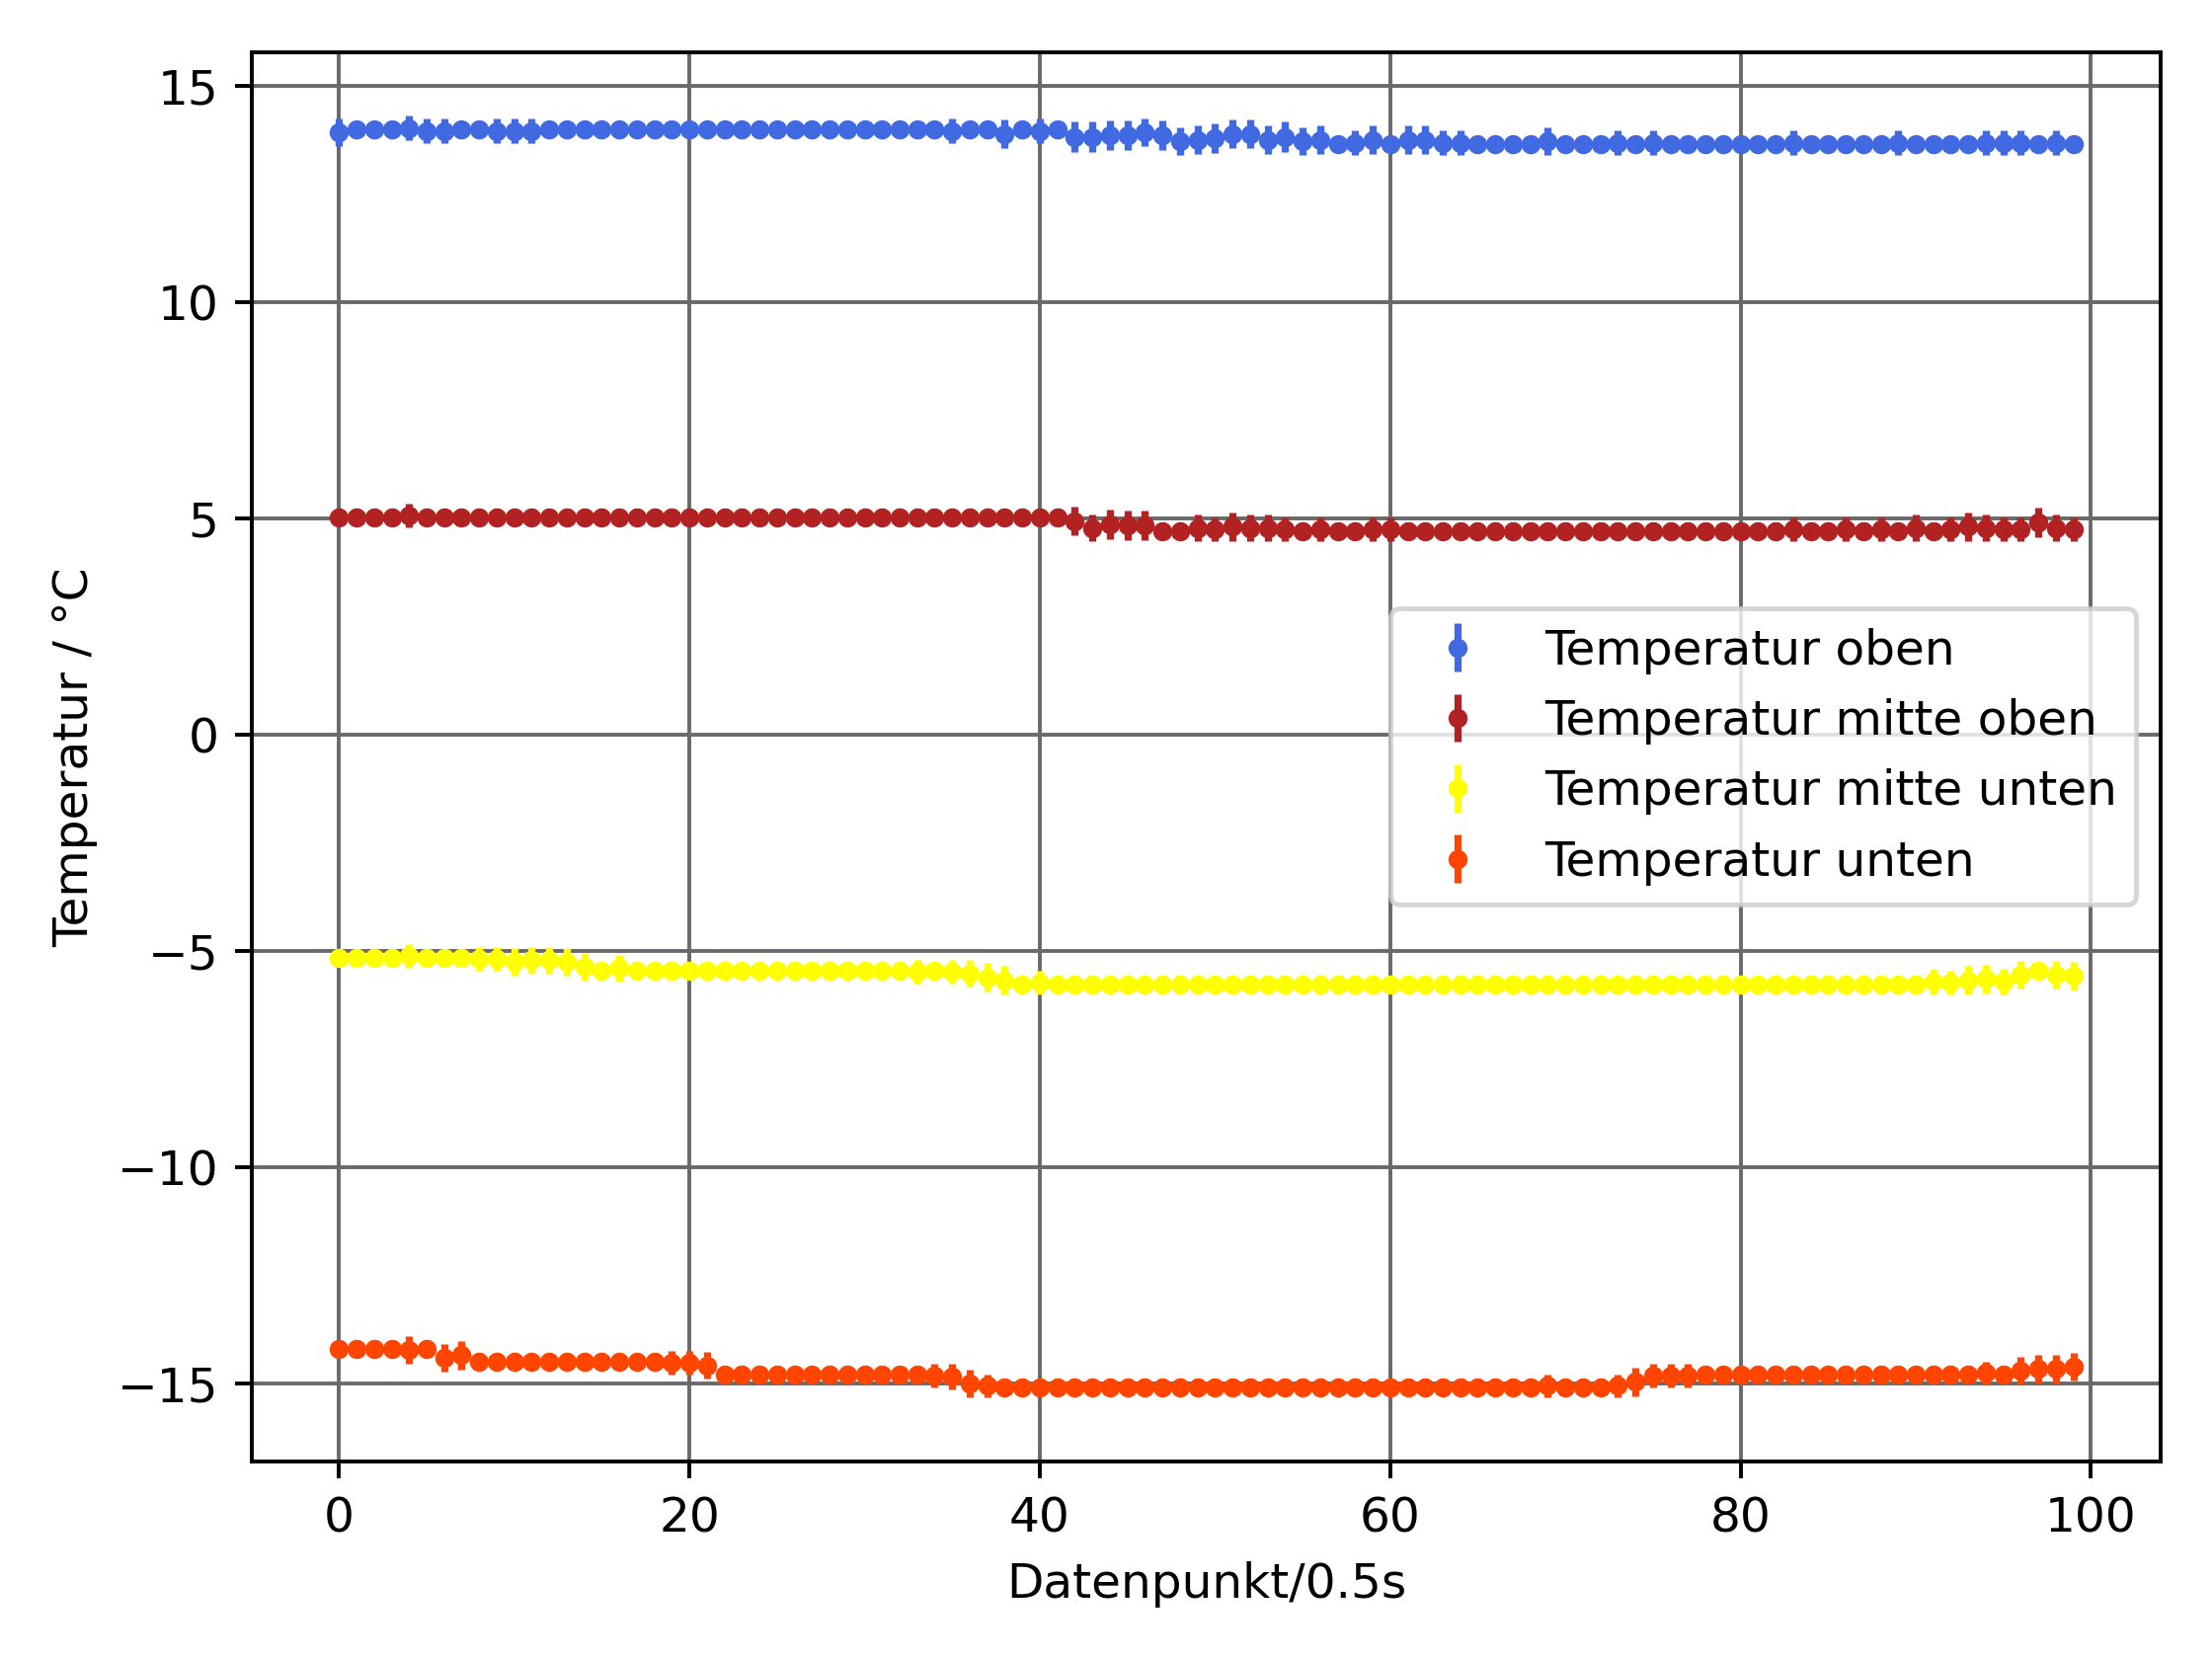 15
10
5
0
−5
−10
−15
Temperatur / °C
Temperatur oben
Temperatur mitte oben
Temperatur mitte unten
Temperatur unten
0 20 40 60 80 100
Datenpunkt/0.5s